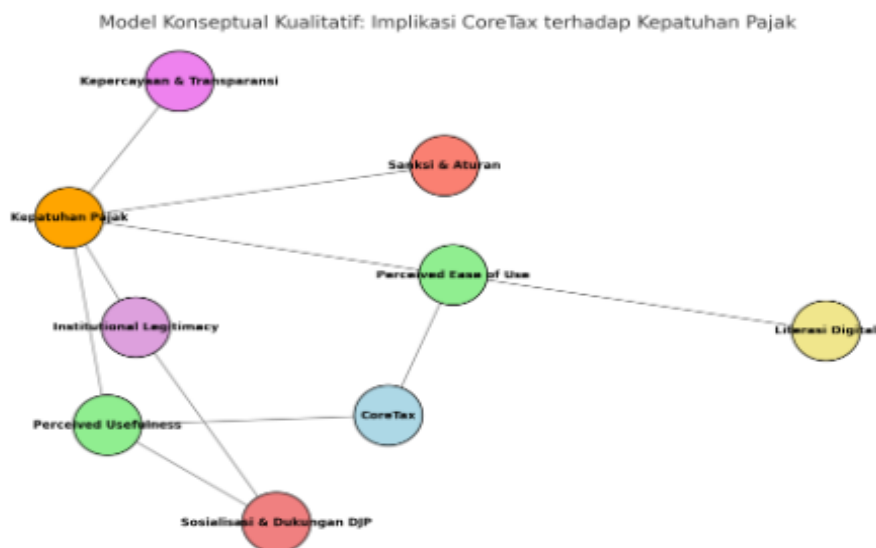 Model Konseptual Kualitatif: Implikasi CoreTax terhadap Kepatuhan Pajak
Kepercayaan & Transparansi
Sanksi & Aturan
Kepatuhan Pajak
Perceived Ease of Use
Institutional Legitimacy
Literasi Digital
CoreTax
Perceived Usefulness
Sosialisasi & Dukungan DJP